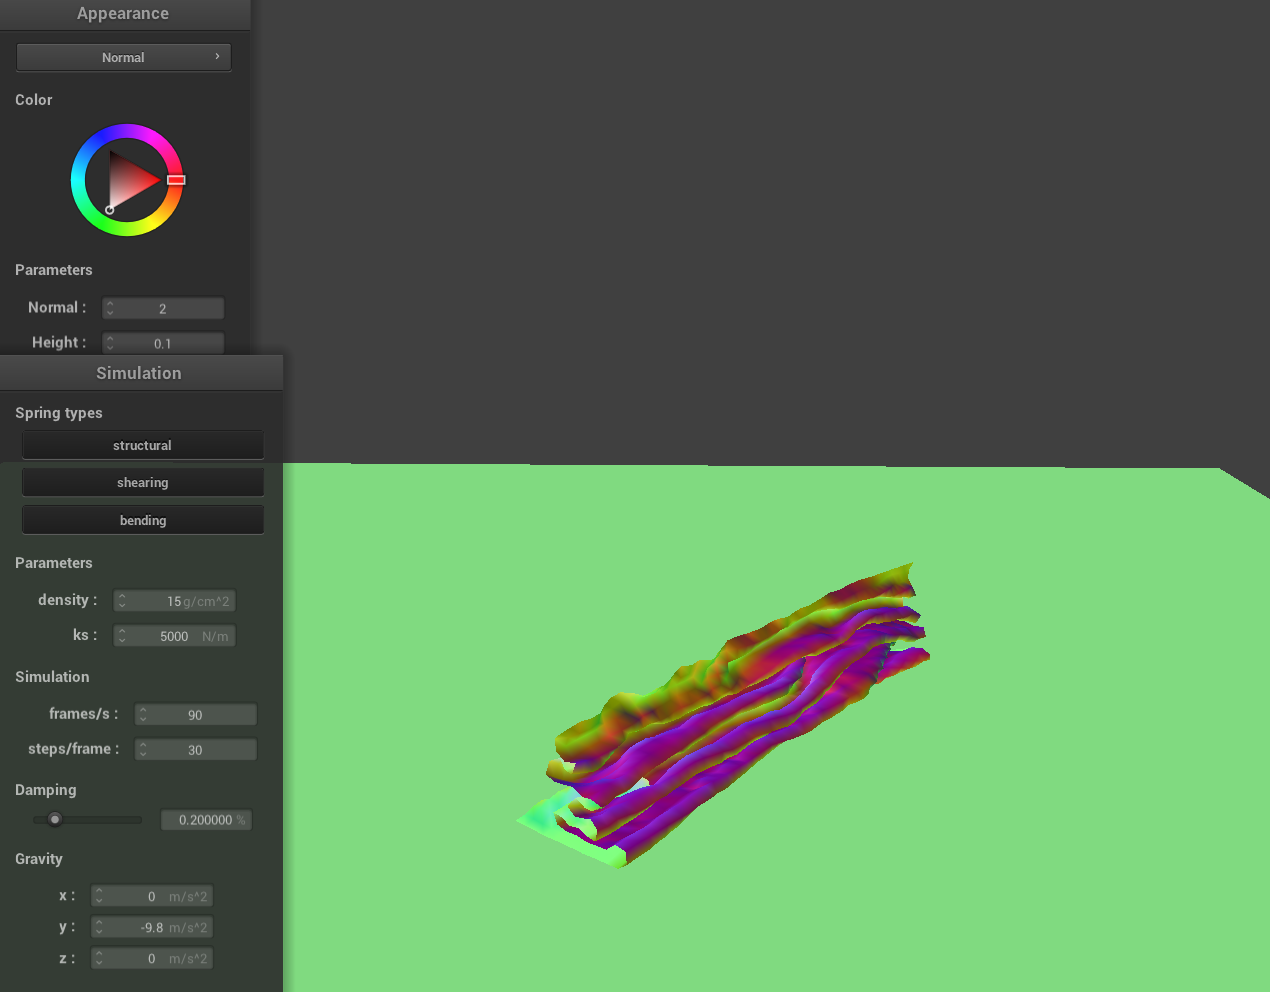 Appearance
Normal
Color
Parameters
Normal : 2
Height : 0.1
Simulation
Spring types
structural
shearing
bending
Parameters
density : 15 g/cm^2
ks : 5000 N/m
Simulation
frames/s : 90
steps/frame : 30
Damping
0.200000 %
Gravity
x : 0 m/s^2
y : -9.8 m/s^2
z : 0 m/s^2